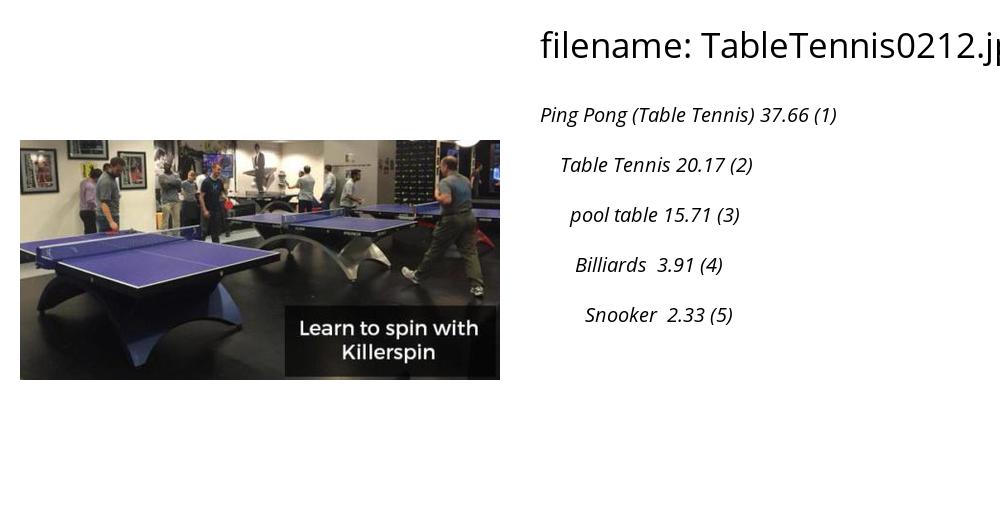 filename: TableTennis0212.jp
Ping Pong (Table Tennis) 37.66 (1)
Table Tennis 20.17 (2)
pool table 15.71 (3)
Billiards 3.91 (4)
Snooker 2.33 (5)
Learn to spin with
Killerspin